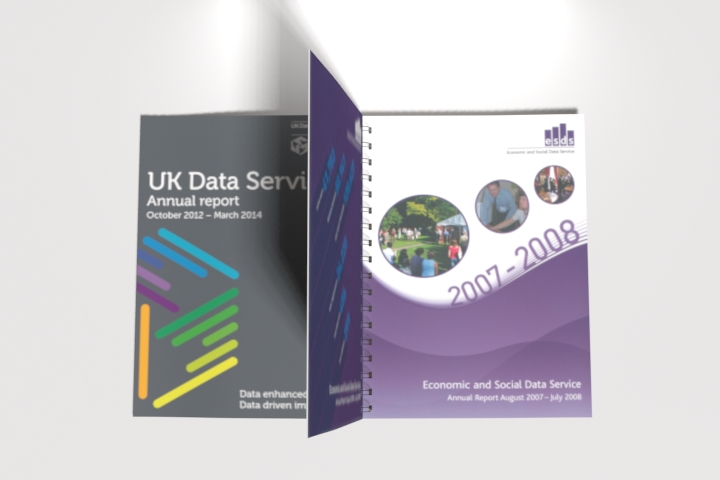 UK Data Servi
Annual report
October 2012 – March 2014
Data enhanced
Data driven im
esds
Economic and Social Data Service
2007-2008
Economic and Social Data Service
Annual Report August 2007 – July 2008